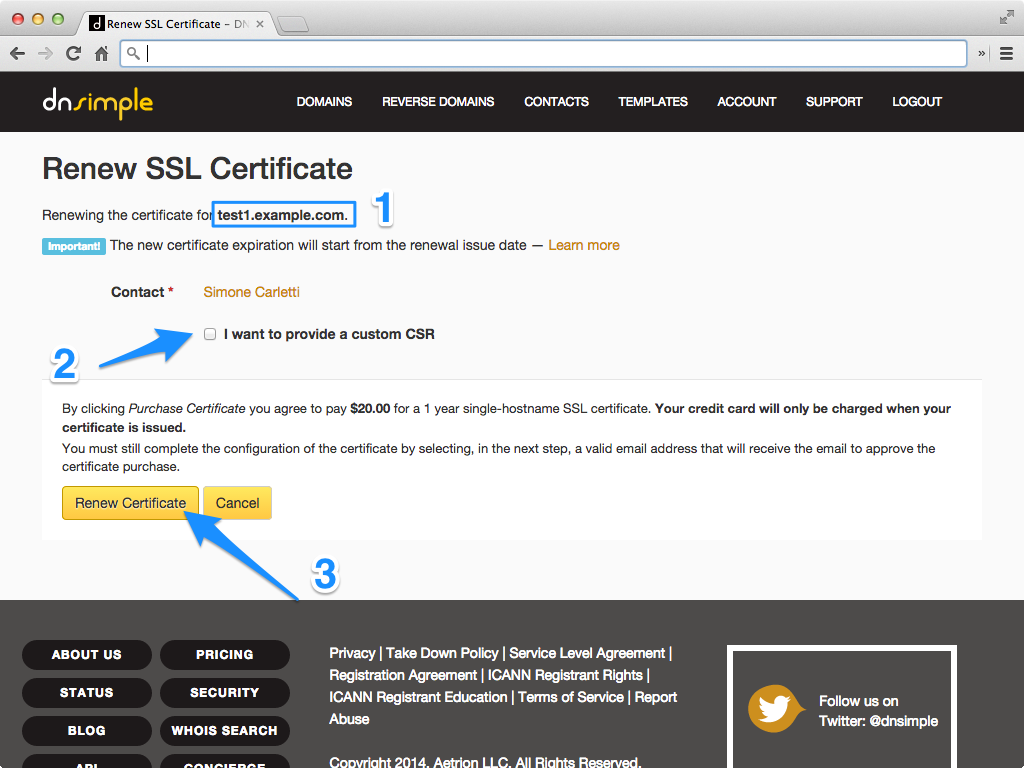 Renew SSL Certificate - DN
dnsimple
DOMAINS REVERSE DOMAINS CONTACTS TEMPLATES ACCOUNT SUPPORT LOGOUT
Renew SSL Certificate
Renewing the certificate for test1.example.com. 1
Important! The new certificate expiration will start from the renewal issue date — Learn more
Contact * Simone Carletti
I want to provide a custom CSR
2
By clicking Purchase Certificate you agree to pay $20.00 for a 1 year single-hostname SSL certificate. Your credit card will only be charged when your
certificate is issued.
You must still complete the configuration of the certificate by selecting, in the next step, a valid email address that will receive the email to approve the
certificate purchase.
Renew Certificate Cancel
3
ABOUT US PRICING
STATUS SECURITY
BLOG WHOIS SEARCH
API CONCIERGE
Privacy | Take Down Policy | Service Level Agreement |
Registration Agreement | ICANN Registrant Rights |
ICANN Registrant Education | Terms of Service | Report
Abuse
Copyright 2014. Aetrion LLC. All Rights Reserved.
Follow us on
Twitter: @dnsimple